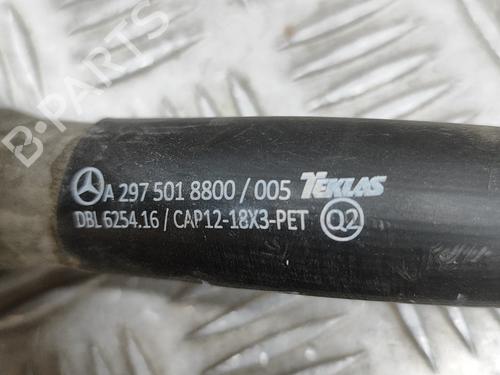 B-PARTS
A 297 501 8800 / 005 TEKLAS
DBL 6254.16 / CAP12-18X3-PET Q2